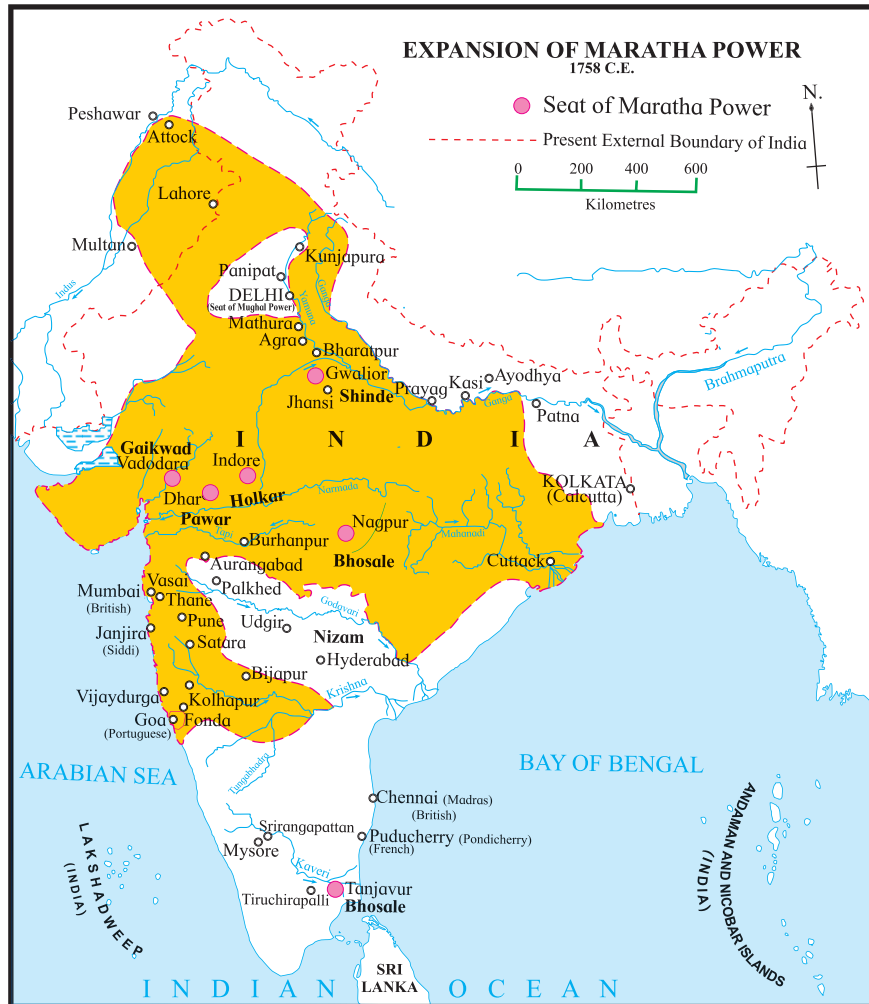 EXPANSION OF MARATHA POWER
1758 C.E.
Seat of Maratha Power
Present External Boundary of India
N.
0 200 400 600
Kilometres
Peshawar
Attock
Lahore
Multan
Kunjapura
Panipat
DELHI
(Seat of Mughal Power)
Indus
Yamuna
Ganga
Mathura
Agra
Bharatpur
Gwalior
Shinde
Jhansi
Prayag
Kasi
Ayodhya
Ganga
Patna
Brahmaputra
I N D I A
Gaikwad
Vadodara
Indore
Dhar
Holkar
Pawar
Narmada
Tapi
Burhanpur
Nagpur
Bhosale
Mahanadi
KOLKATA
(Calcutta)
Cuttack
Aurangabad
Palkhed
Vasai
Mumbai
(British)
Thane
Godavari
Pune
Udgir
Nizam
Janjira
(Siddi)
Satara
Hyderabad
Bijapur
Krishna
Vijaydurga
Kolhapur
Goa
(Portuguese)
Fonda
ARABIAN SEA
BAY OF BENGAL
Tungabhadra
Chennai (Madras)
(British)
Srirangapattan
Mysore
Puducherry (Pondicherry)
(French)
Kaveri
Tiruchirapalli
Tanjavur
Bhosale
LAKSHADWEEP
(INDIA)
ANDAMAN AND NICOBAR ISLANDS
(INDIA)
SRI
LANKA
INDIAN OCEAN